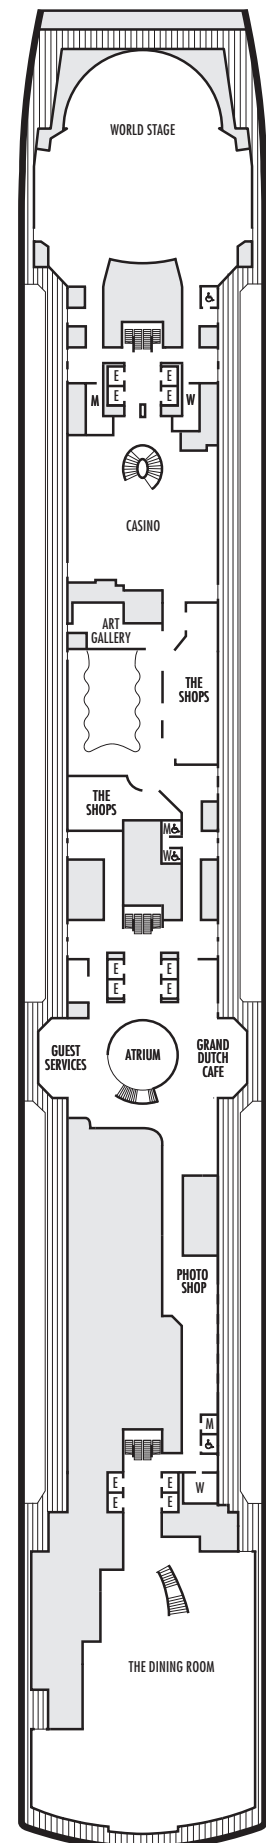 WORLD STAGE
E
E
E
E
M
W
CASINO
ART
GALLERY
THE
SHOPS
THE
SHOPS
M
W
E
E
E
E
GUEST
SERVICES
ATRIUM
GRAND
DUTCH
CAFE
PHOTO
SHOP
M
E
E
E
E
W
THE DINING ROOM